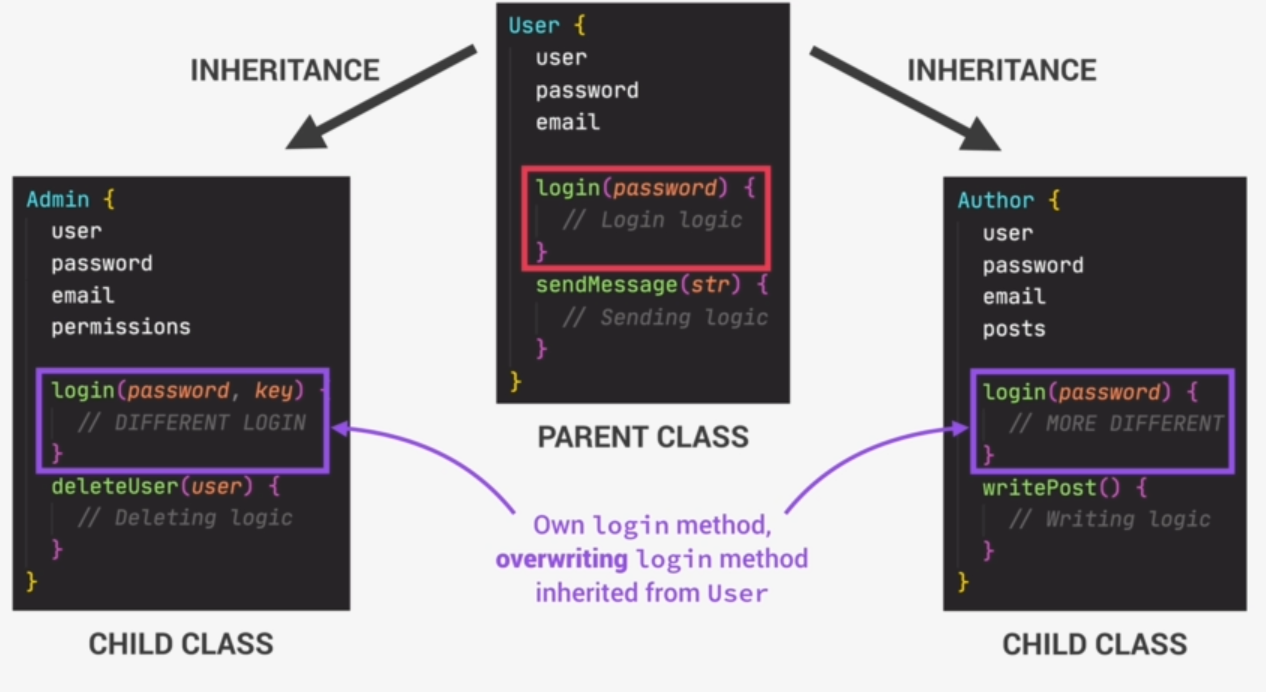 INHERITANCE
INHERITANCE
User {
user
password
email
login(password) {
// Login logic
}
sendMessage(str) {
// Sending logic
}
}
PARENT CLASS
Admin {
user
password
email
permissions
login(password, key) {
// DIFFERENT LOGIN
}
deleteUser(user) {
// Deleting logic
}
}
CHILD CLASS
Own login method,
overwriting login method
inherited from User
Author {
user
password
email
posts
login(password) {
// MORE DIFFERENT
}
writePost() {
// Writing logic
}
}
CHILD CLASS